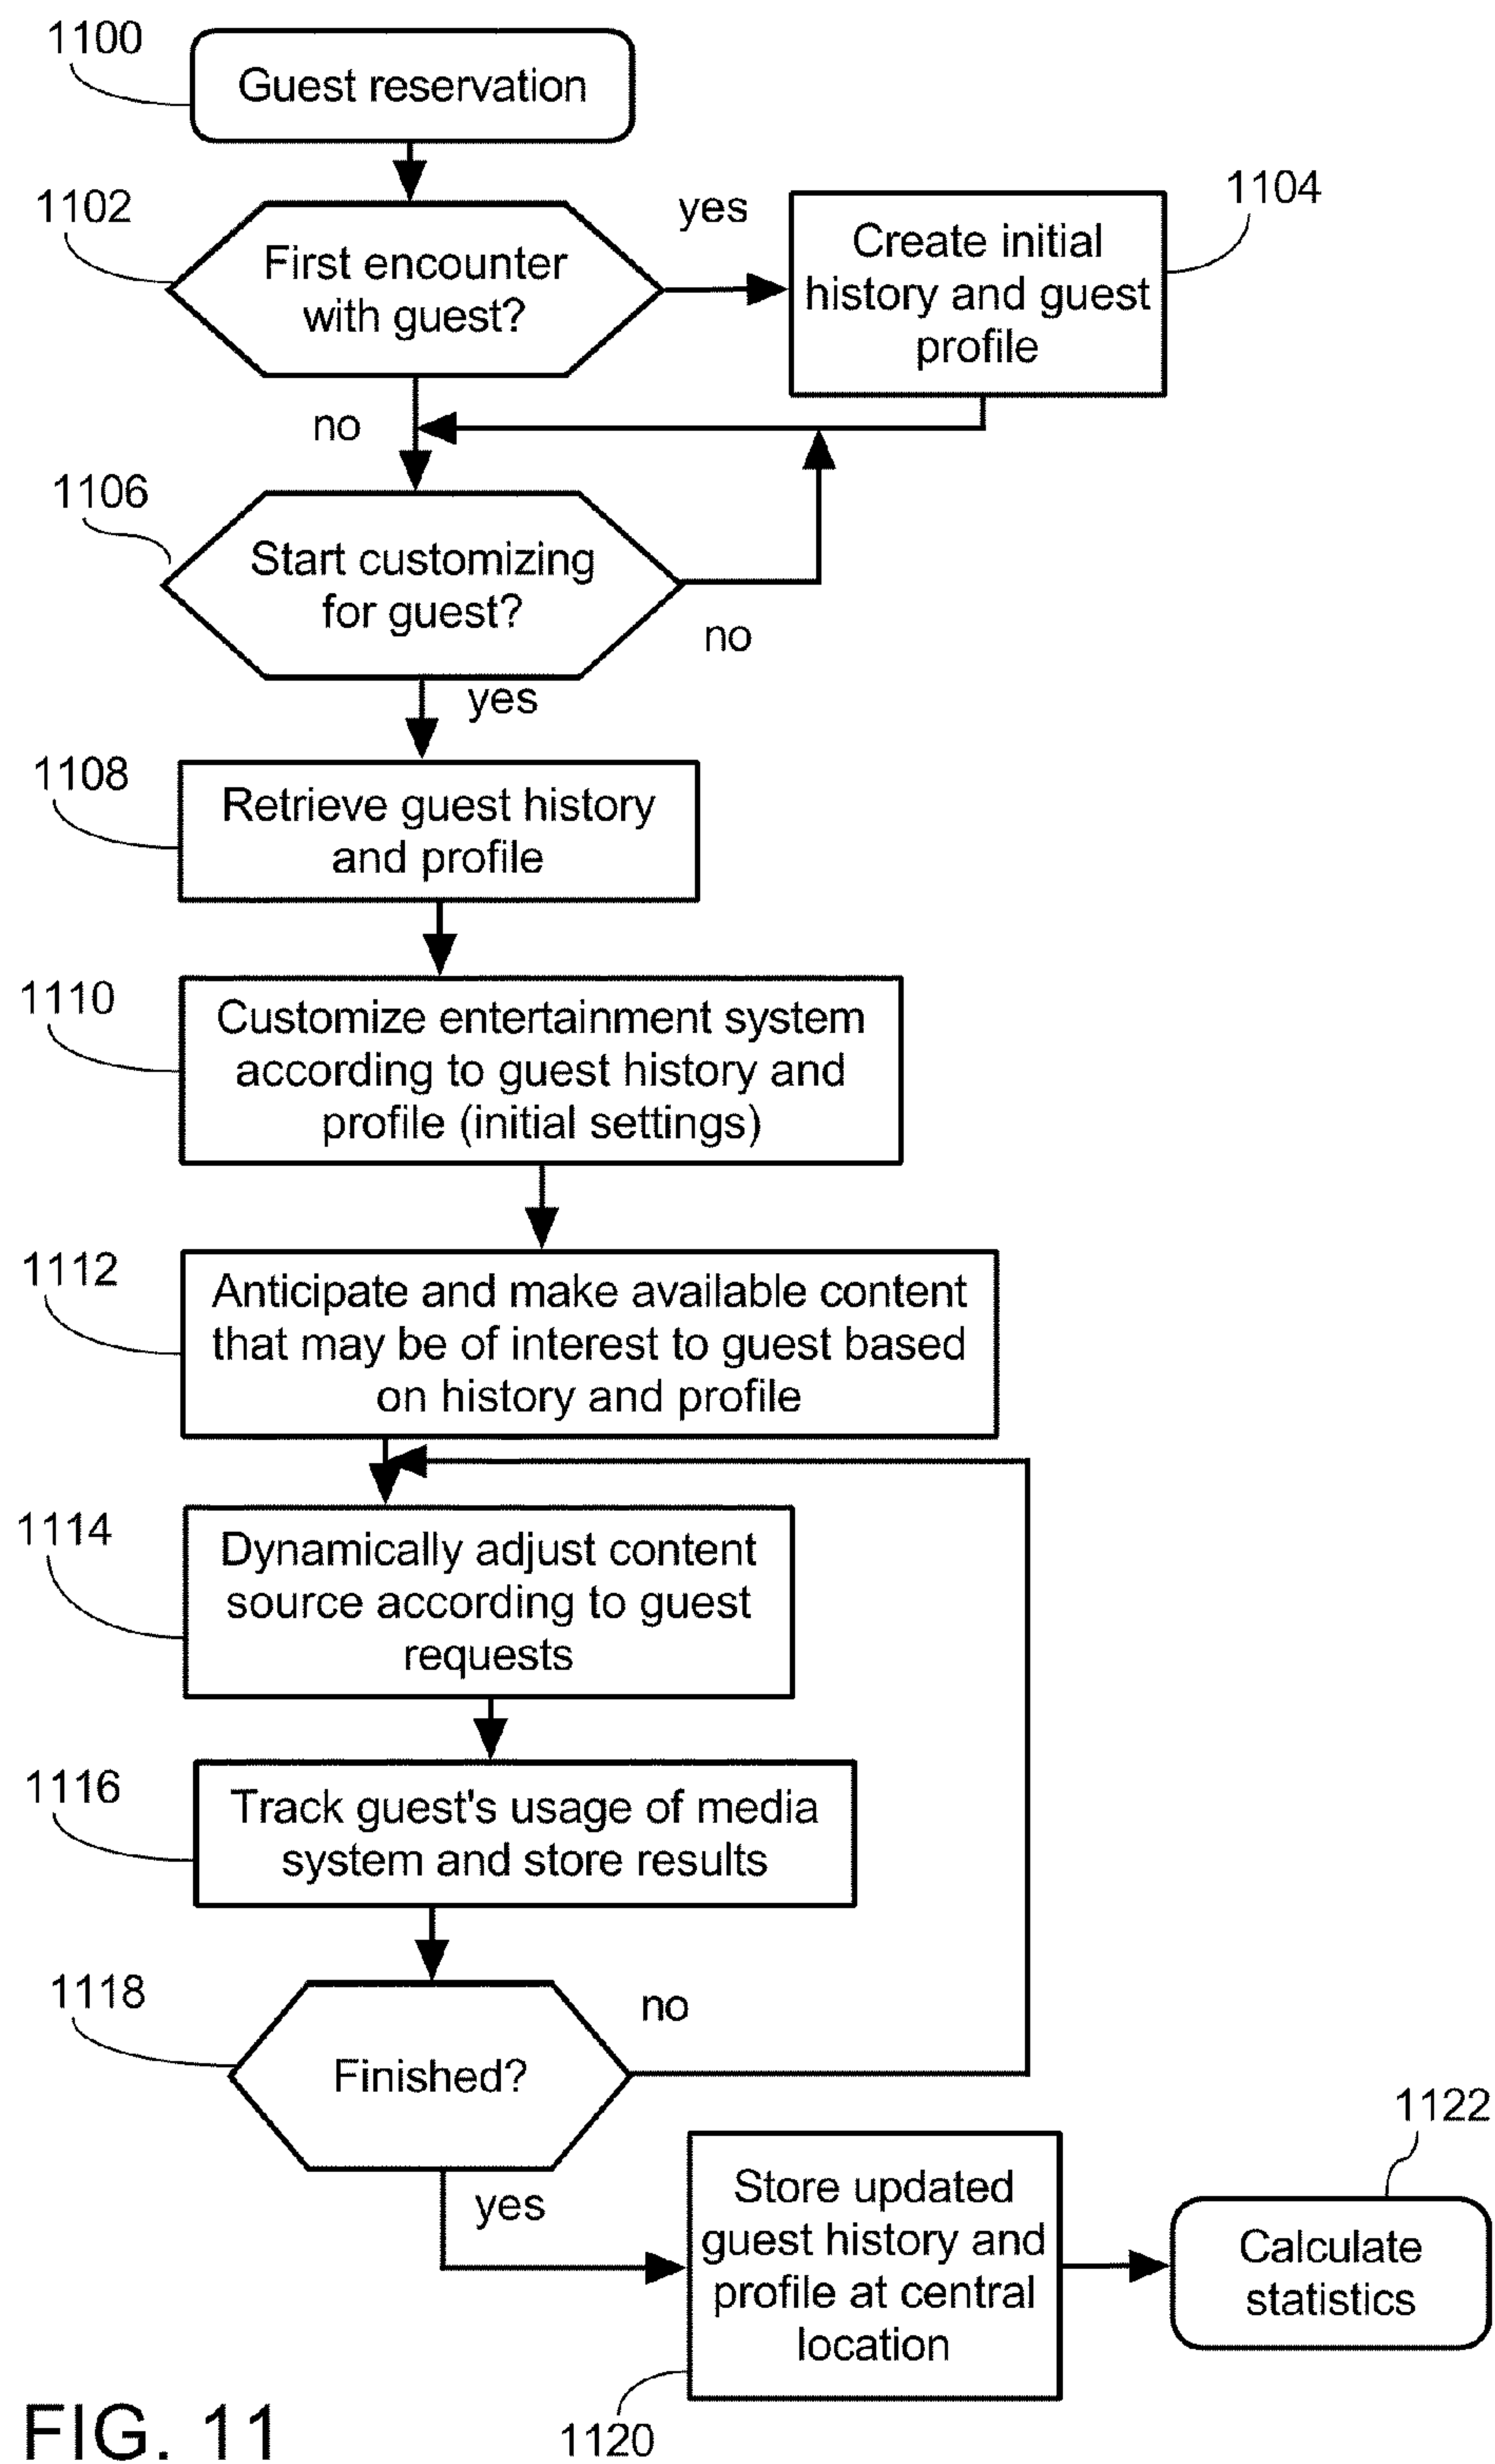 1100
Guest reservation
1102
First encounter
with guest?
yes
1104
Create initial
history and guest
profile
no
1106
Start customizing
for guest?
no
yes
1108
Retrieve guest history
and profile
1110
Customize entertainment system
according to guest history and
profile (initial settings)
1112
Anticipate and make available content
that may be of interest to guest based
on history and profile
1114
Dynamically adjust content
source according to guest
requests
1116
Track guest's usage of media
system and store results
1118
Finished?
no
yes
Store updated
guest history and
profile at central
location
1120
1122
Calculate
statistics
FIG. 11